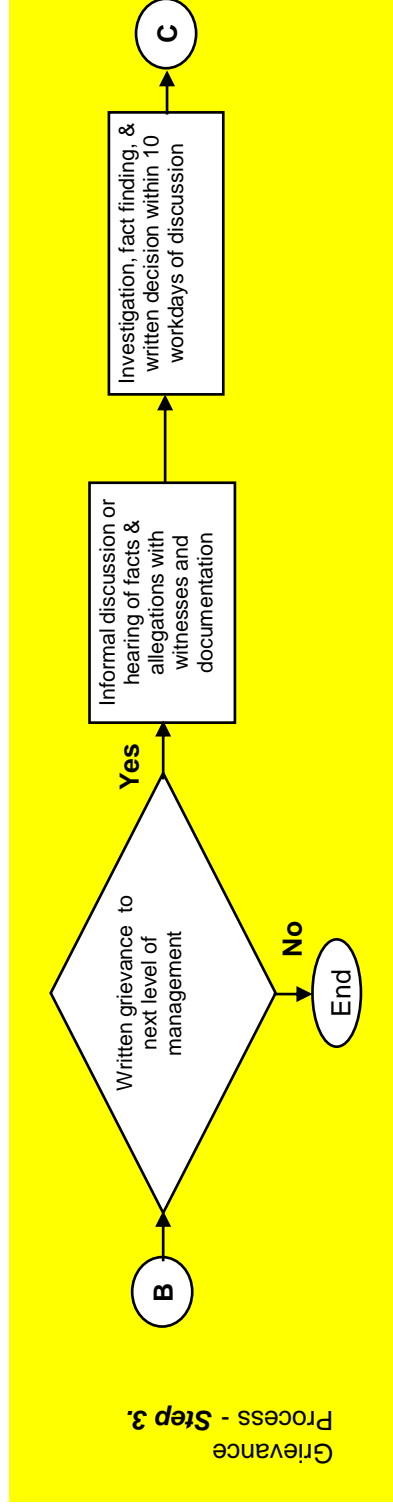 Grievance
Process - Step 3.
B
Written grievance to
next level of
management
Yes
No
End
Informal discussion or
hearing of facts &
allegations with
witnesses and
documentation
Investigation, fact finding, &
written decision within 10
workdays of discussion
C